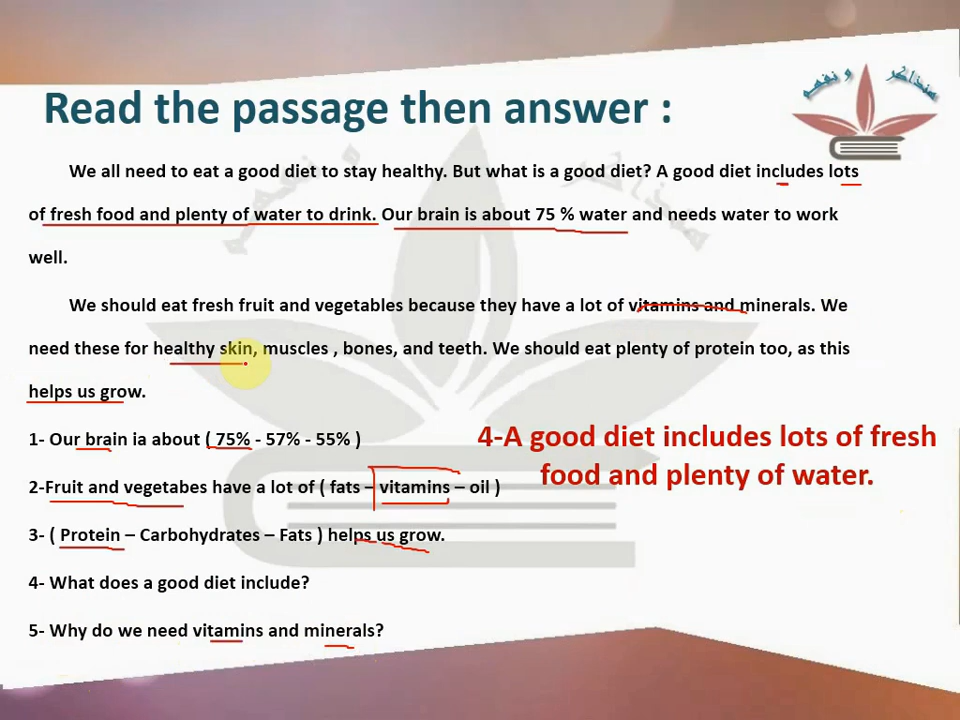 Read the passage then answer :
هنذاكر و نفهم
We all need to eat a good diet to stay healthy. But what is a good diet? A good diet includes lots
of fresh food and plenty of water to drink. Our brain is about 75 % water and needs water to work
well.
We should eat fresh fruit and vegetables because they have a lot of vitamins and minerals. We
need these for healthy skin, muscles , bones, and teeth. We should eat plenty of protein too, as this
helps us grow.
1- Our brain ia about ( 75% - 57% - 55% )
2-Fruit and vegetabes have a lot of ( fats – vitamins – oil )
3- ( Protein – Carbohydrates – Fats ) helps us grow.
4- What does a good diet include?
5- Why do we need vitamins and minerals?
4-A good diet includes lots of fresh
food and plenty of water.